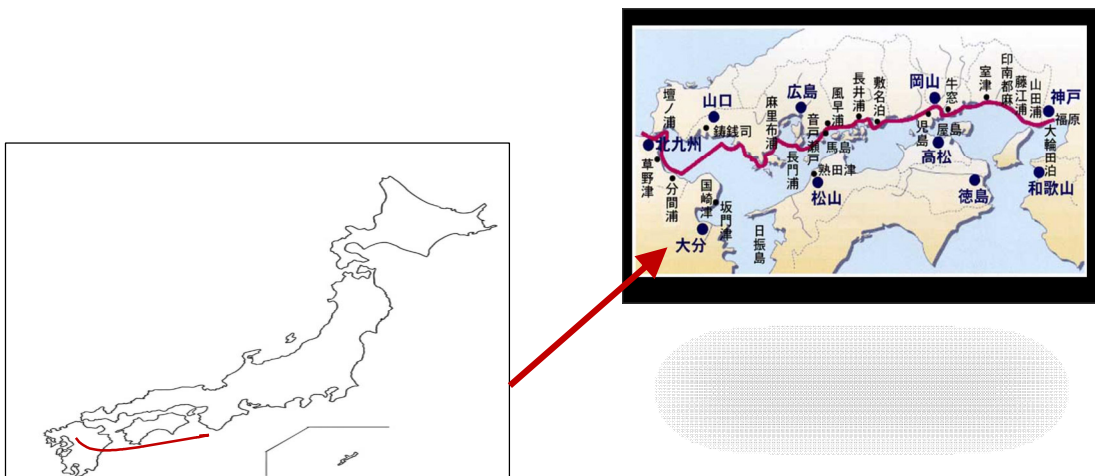 壇ノ浦
山口
鋳銭司
北九州
草野津
分間浦
国崎津
坂門津
大分
麻里布浦
広島
音戸瀬戸
風早浦
長門浦
馬島
熟田津
松山
日振島
長井浦
敷名泊
岡山
児島
牛窓
屋島
高松
徳島
室津
印南都麻
藤江浦
山田浦
神戸
福原
大輪田泊
和歌山